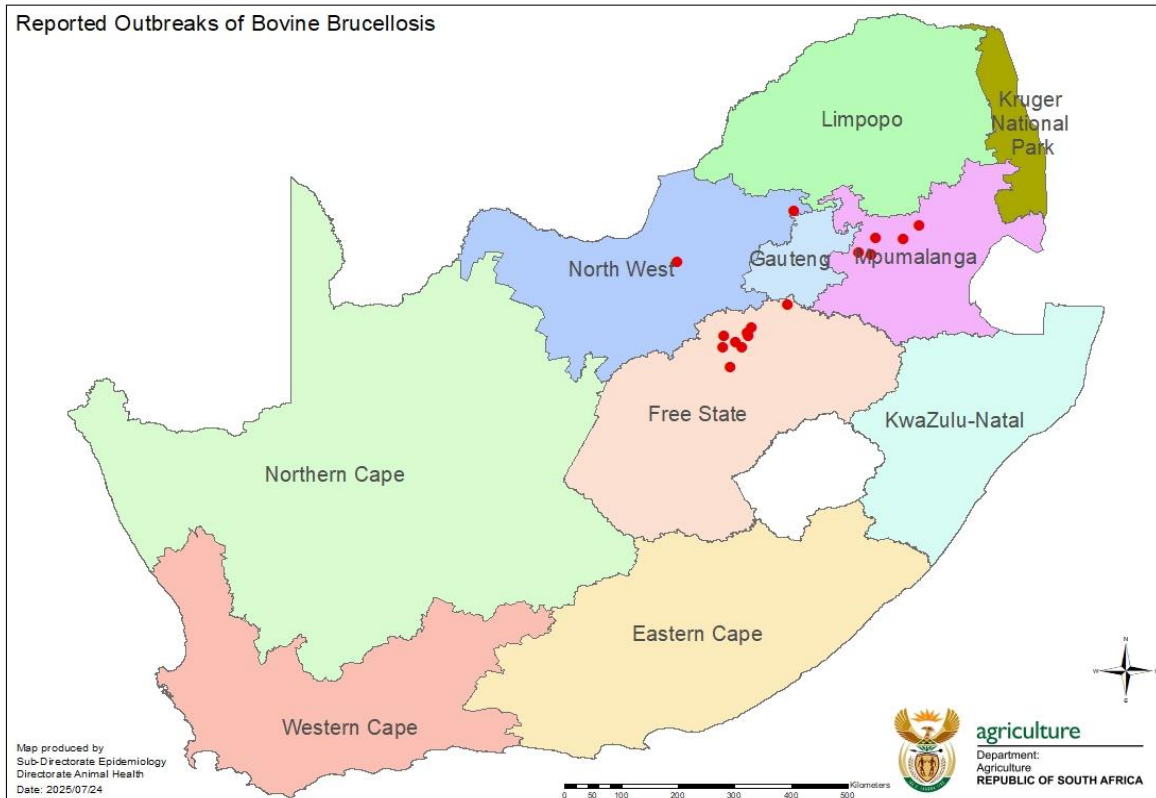 Reported Outbreaks of Bovine Brucellosis
Limpopo
Kruger
National
Park
North West
Gauteng
Mpumalanga
Free State
KwaZulu-Natal
Northern Cape
Eastern Cape
Western Cape
N
W
S
Map produced by
Sub-Directorate Epidemiology
Directorate Animal Health
Date: 2025/07/24
Kilometers
0 50 100 200 300 400 500
agriculture
Department:
Agriculture
REPUBLIC OF SOUTH AFRICA